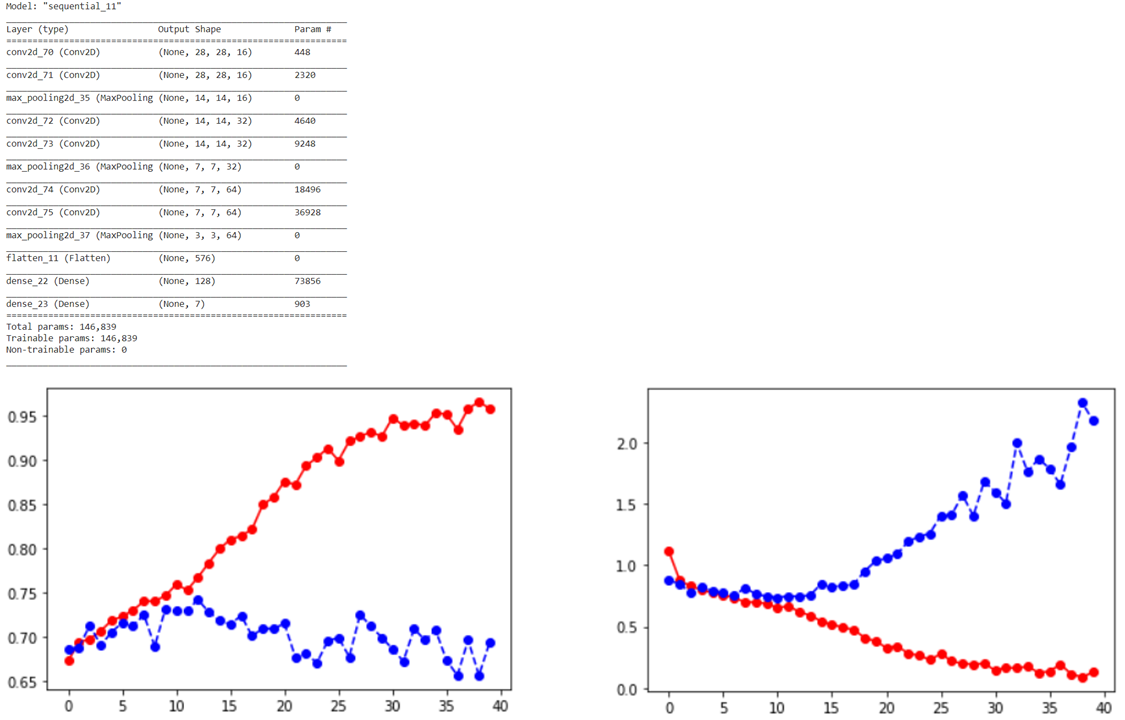 Model: "sequential_11"
Layer (type) Output Shape Param #
conv2d_70 (Conv2D) (None, 28, 28, 16) 448
conv2d_71 (Conv2D) (None, 28, 28, 16) 2320
max_pooling2d_35 (MaxPooling (None, 14, 14, 16) 0
conv2d_72 (Conv2D) (None, 14, 14, 32) 4640
conv2d_73 (Conv2D) (None, 14, 14, 32) 9248
max_pooling2d_36 (MaxPooling (None, 7, 7, 32) 0
conv2d_74 (Conv2D) (None, 7, 7, 64) 18496
conv2d_75 (Conv2D) (None, 7, 7, 64) 36928
max_pooling2d_37 (MaxPooling (None, 3, 3, 64) 0
flatten_11 (Flatten) (None, 576) 0
dense_22 (Dense) (None, 128) 73856
dense_23 (Dense) (None, 7) 903
Total params: 146,839
Trainable params: 146,839
Non-trainable params: 0
0.95
0.90
0.85
0.80
0.75
0.70
0.65
0 5 10 15 20 25 30 35 40
2.0
1.5
1.0
0.5
0.0
0 5 10 15 20 25 30 35 40